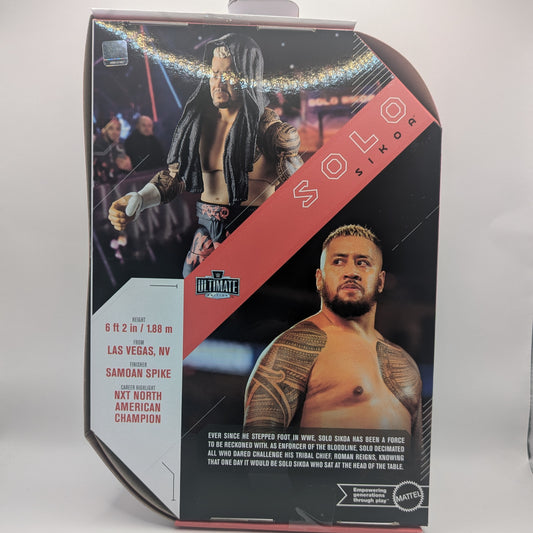 SOLO SIKOA
SOLO
SIKOA
W
ULTIMATE
EDITION
HEIGHT
6 ft 2 in / 1.88 m
FROM
LAS VEGAS, NV
FINISHER
SAMOAN SPIKE
CAREER HIGHLIGHT
NXT NORTH
AMERICAN
CHAMPION
EVER SINCE HE STEPPED FOOT IN WWE, SOLO SIKOA HAS BEEN A FORCE
TO BE RECKONED WITH. AS ENFORCER OF THE BLOODLINE, SOLO DECIMATED
ALL WHO DARED CHALLENGE HIS TRIBAL CHIEF, ROMAN REIGNS, KNOWING
THAT ONE DAY IT WOULD BE SOLO SIKOA WHO SAT AT THE HEAD OF THE TABLE.
Empowering
generations
through play™
MATTEL